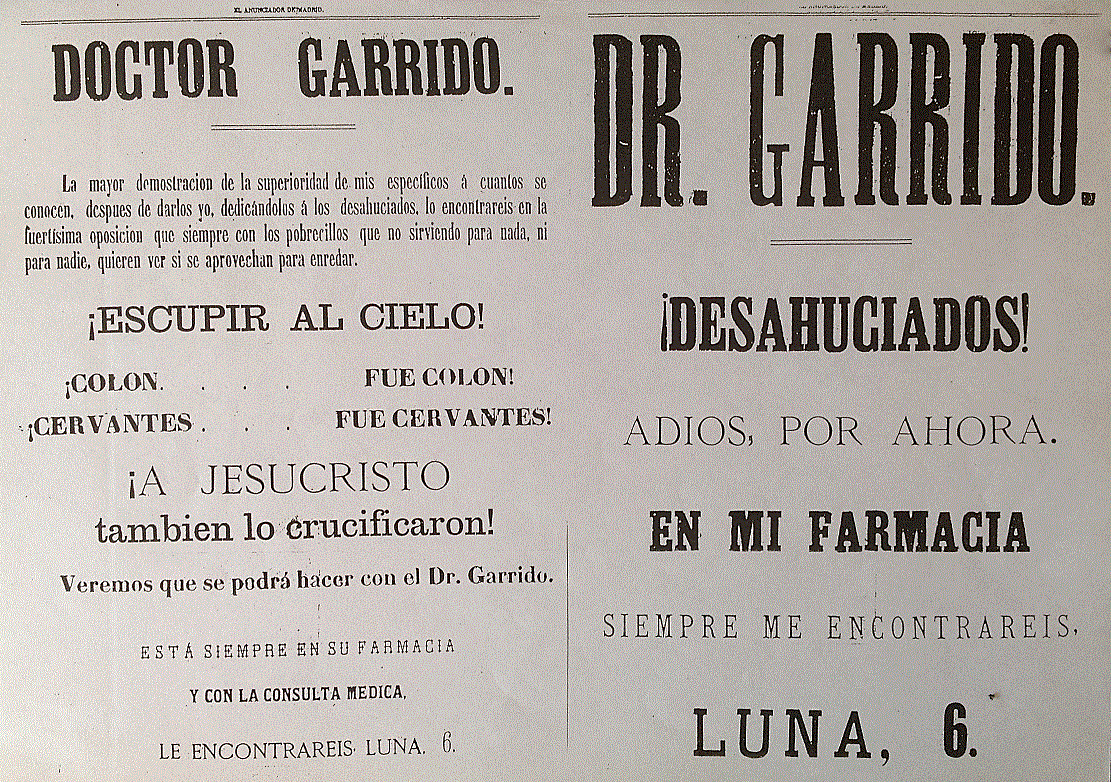 EL ANUNCIADOR DE MADRID.
DOCTOR GARRIDO.
La mayor demostracion de la superioridad de mis específicos á cuantos se
conocen, despues de darlos yo, dedicándolos á los desahuciados, lo encontrareis en la
fuertísima oposicion que siempre con los pobrecillos que no sirviendo para nada, ni
para nadie, quieren ver si se aprovechan para enredar.
¡ESCUPIR AL CIELO!
¡COLON. . . . FUE COLON!
¡CERVANTES . . . FUE CERVANTES!
¡A JESUCRISTO
tambien lo crucificaron!
Veremos que se podrá hacer con el Dr. Garrido.
ESTÁ SIEMPRE EN SU FARMACIA
Y CON LA CONSULTA MEDICA,
LE ENCONTRAREIS LUNA, 6.
DR. GARRIDO.
¡DESAHUCIADOS!
ADIOS, POR AHORA.
EN MI FARMACIA
SIEMPRE ME ENCONTRAREIS,
LUNA, 6.